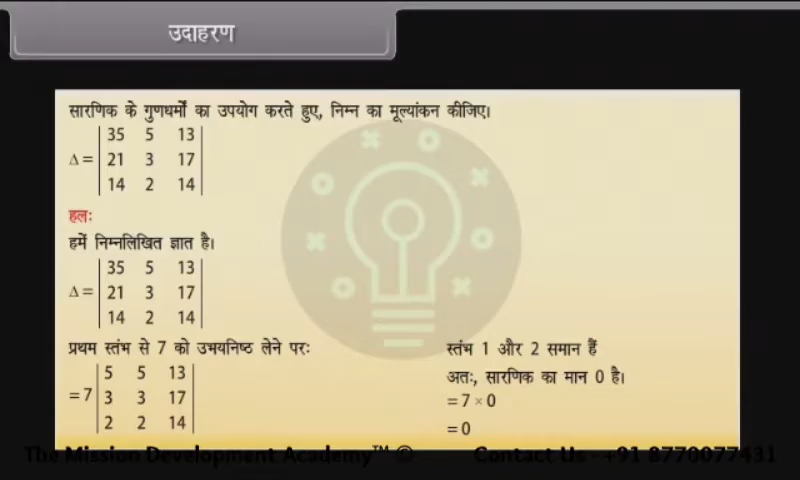 उदाहरण
सारणिक के गुणधर्मों का उपयोग करते हुए, निम्न का मूल्यांकन कीजिए।
35 5 13
Δ = 21 3 17
14 2 14
हलः
हमें निम्नलिखित ज्ञात है।
35 5 13
Δ = 21 3 17
14 2 14
प्रथम स्तंभ से 7 को उभयनिष्ठ लेने परः
5 5 13
= 7 3 3 17
2 2 14
स्तंभ 1 और 2 समान हैं
अतः, सारणिक का मान 0 है।
= 7 × 0
= 0
The Mission Development Academy™ © Contact Us - +91 8770077431